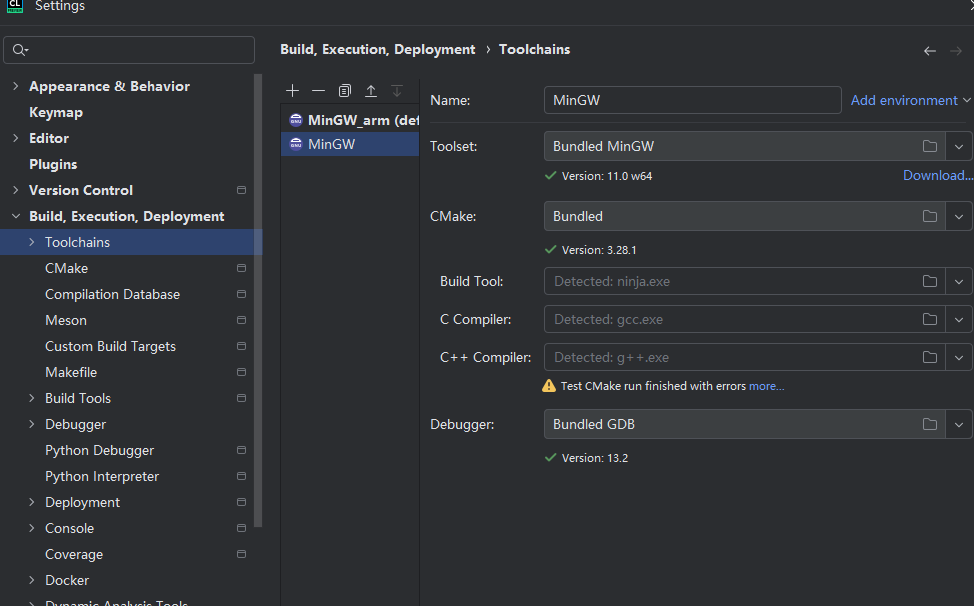 CL
Settings
Build, Execution, Deployment › Toolchains
Appearance & Behavior
Keymap
Editor
Plugins
Version Control
Build, Execution, Deployment
Toolchains
CMake
Compilation Database
Meson
Custom Build Targets
Makefile
Build Tools
Debugger
Python Debugger
Python Interpreter
Deployment
Console
Coverage
Docker
Dynamic Analysis Tools
MinGW_arm (det
MinGW
Name: MinGW Add environment
Toolset: Bundled MinGW
Version: 11.0 w64 Download...
CMake: Bundled
Version: 3.28.1
Build Tool: Detected: ninja.exe
C Compiler: Detected: gcc.exe
C++ Compiler: Detected: g++.exe
Test CMake run finished with errors more...
Debugger: Bundled GDB
Version: 13.2